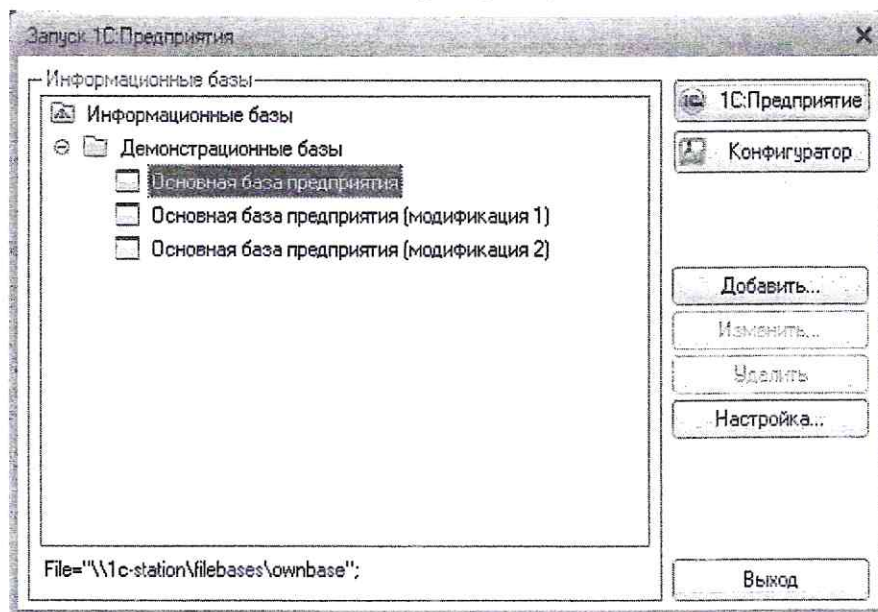 Запуск 1С:Предприятия
Информационные базы
Информационные базы
Демонстрационные базы
Основная база предприятия
Основная база предприятия (модификация 1)
Основная база предприятия (модификация 2)
File="\\1c-station\filebases\ownbase";
1С:Предприятие
Конфигуратор
Добавить...
Изменить...
Удалить
Настройка...
Выход